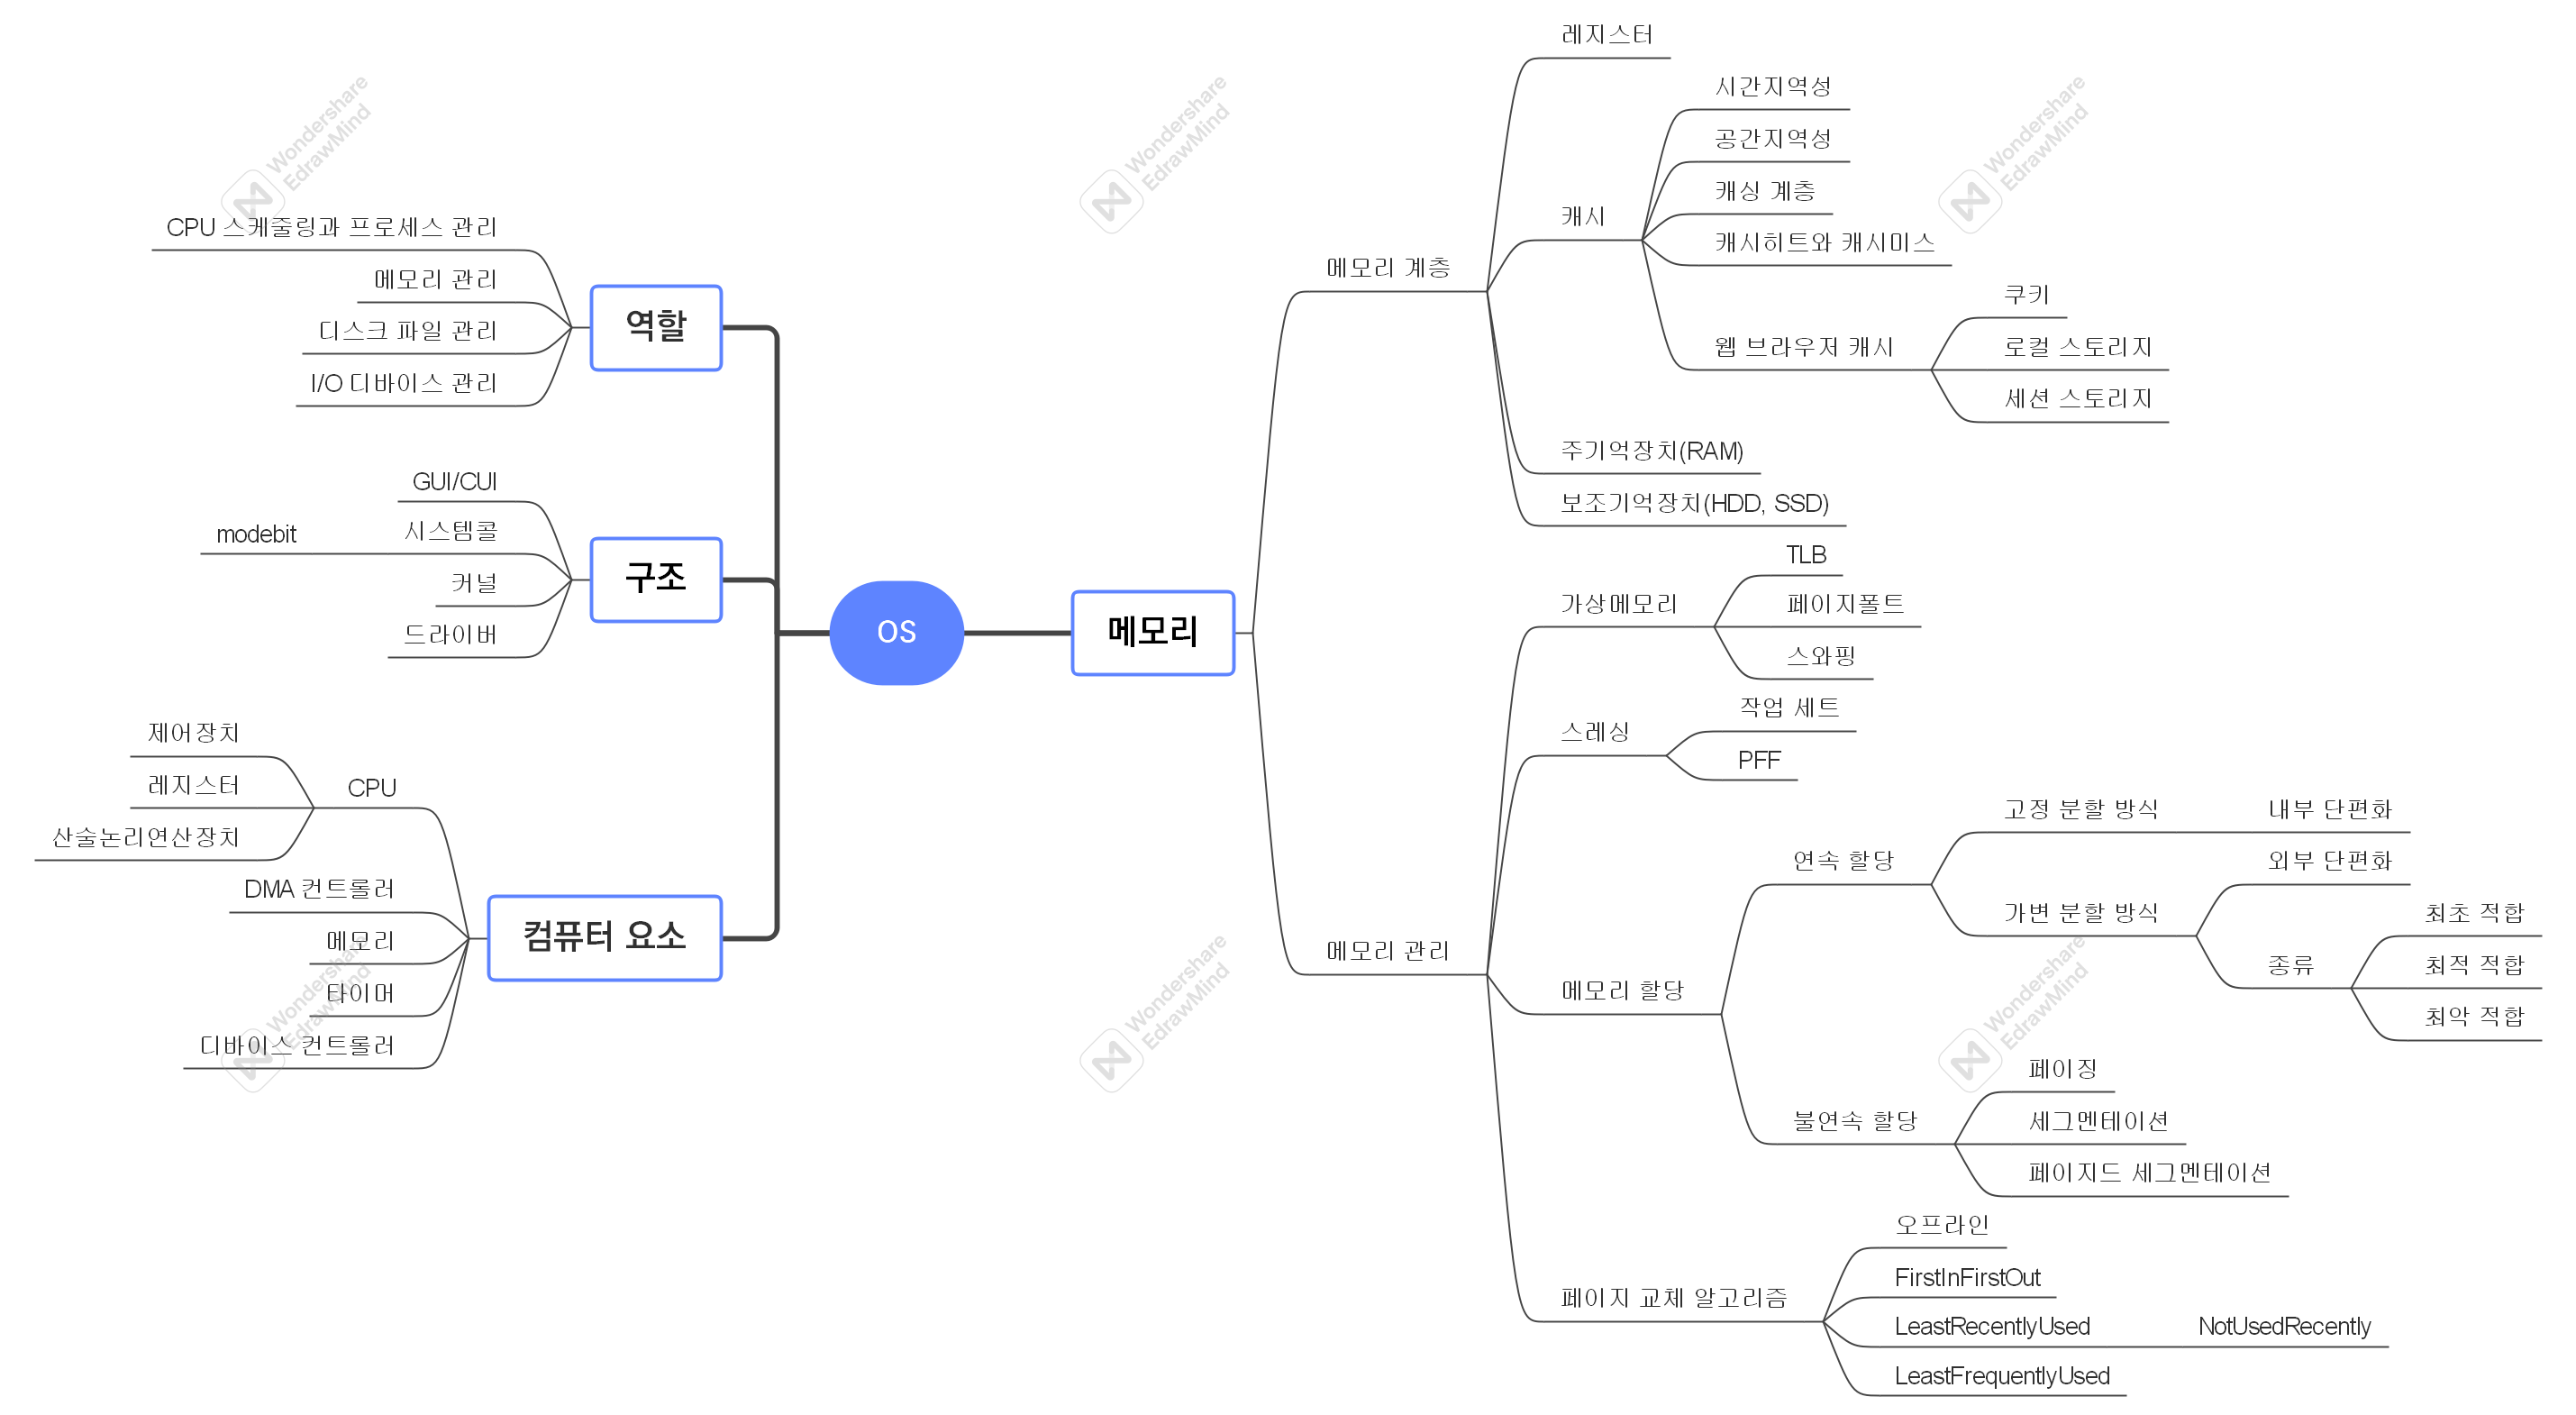 OS
역할
CPU 스케줄링과 프로세스 관리
메모리 관리
디스크 파일 관리
I/O 디바이스 관리
구조
GUI/CUI
시스템콜
modebit
커널
드라이버
컴퓨터 요소
CPU
제어장치
레지스터
산술논리연산장치
DMA 컨트롤러
메모리
타이머
디바이스 컨트롤러
메모리
메모리 계층
레지스터
캐시
시간지역성
공간지역성
캐싱 계층
캐시히트와 캐시미스
웹 브라우저 캐시
쿠키
로컬 스토리지
세션 스토리지
주기억장치(RAM)
보조기억장치(HDD, SSD)
메모리 관리
가상메모리
TLB
페이지폴트
스와핑
스레싱
작업 세트
PFF
메모리 할당
연속 할당
고정 분할 방식
내부 단편화
가변 분할 방식
외부 단편화
종류
최초 적합
최적 적합
최악 적합
불연속 할당
페이징
세그멘테이션
페이지드 세그멘테이션
페이지 교체 알고리즘
오프라인
FirstInFirstOut
LeastRecentlyUsed
NotUsedRecently
LeastFrequentlyUsed
Wondershare
EdrawMind
Wondershare
EdrawMind
Wondershare
EdrawMind
Wondershare
EdrawMind
Wondershare
EdrawMind
Wondershare
EdrawMind